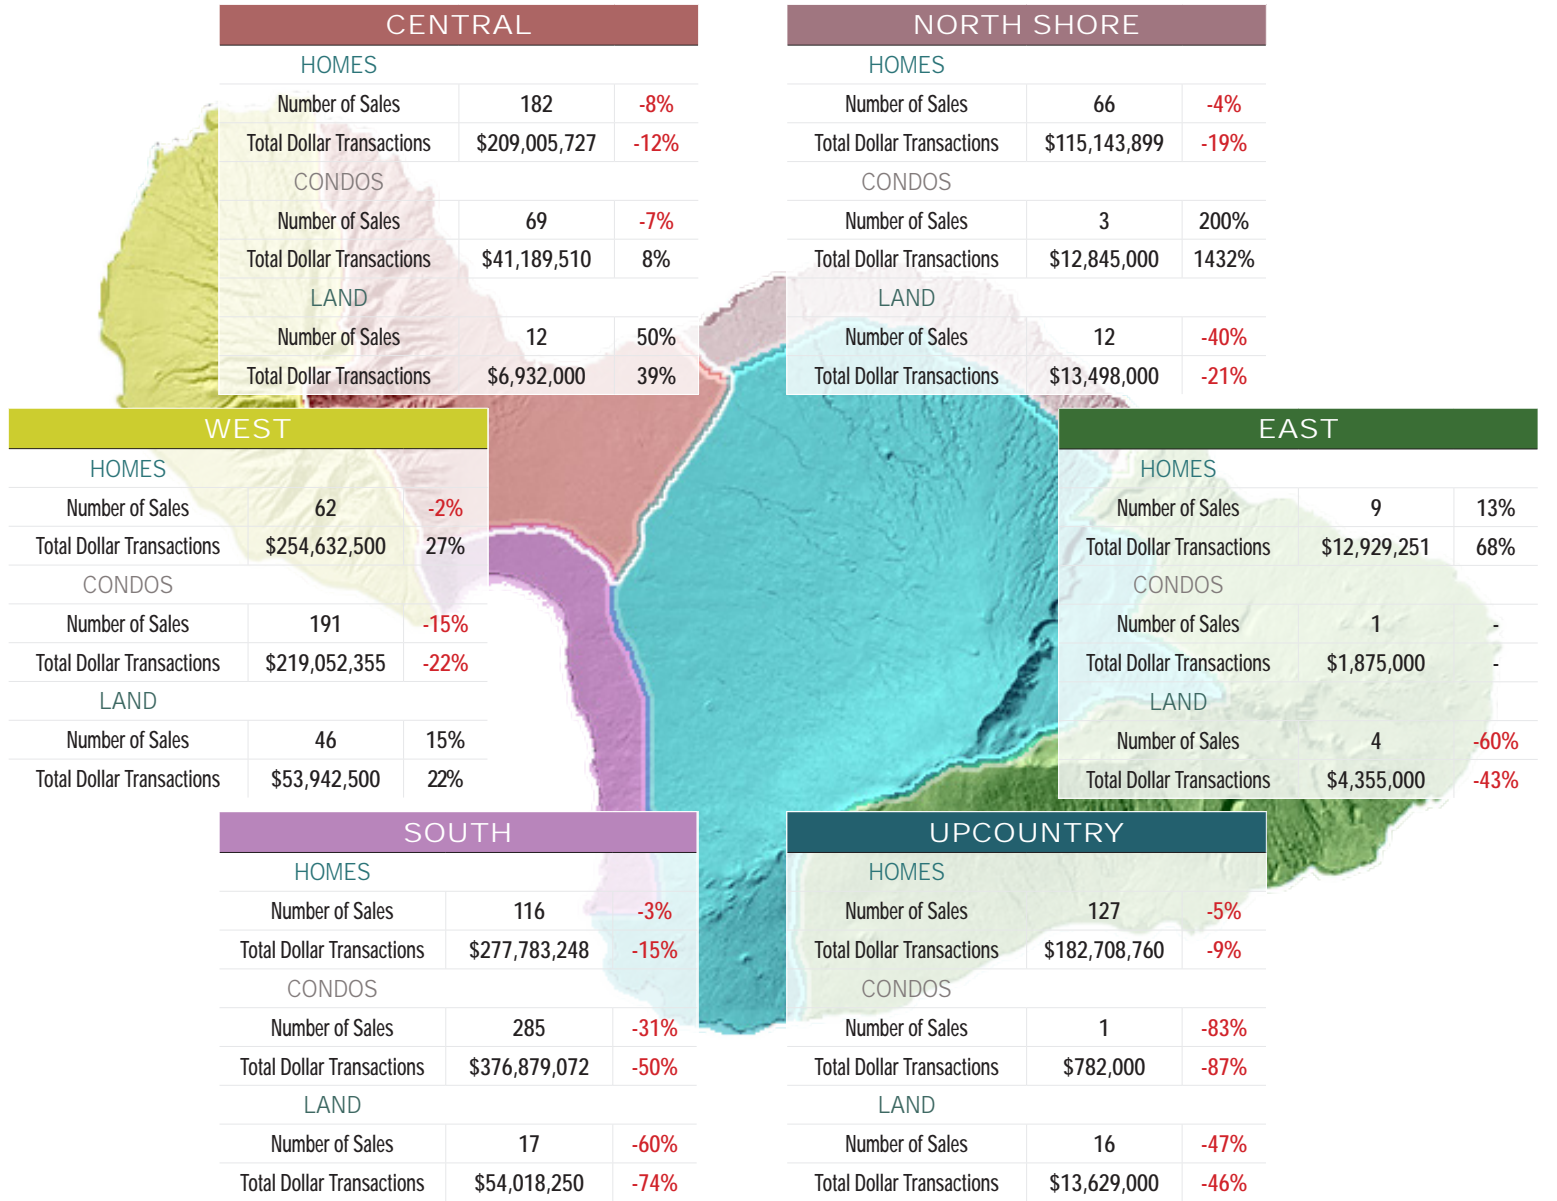 CENTRAL
HOMES
Number of Sales 182 -8%
Total Dollar Transactions $209,005,727 -12%
CONDOS
Number of Sales 69 -7%
Total Dollar Transactions $41,189,510 8%
LAND
Number of Sales 12 50%
Total Dollar Transactions $6,932,000 39%
NORTH SHORE
HOMES
Number of Sales 66 -4%
Total Dollar Transactions $115,143,899 -19%
CONDOS
Number of Sales 3 200%
Total Dollar Transactions $12,845,000 1432%
LAND
Number of Sales 12 -40%
Total Dollar Transactions $13,498,000 -21%
WEST
HOMES
Number of Sales 62 -2%
Total Dollar Transactions $254,632,500 27%
CONDOS
Number of Sales 191 -15%
Total Dollar Transactions $219,052,355 -22%
LAND
Number of Sales 46 15%
Total Dollar Transactions $53,942,500 22%
EAST
HOMES
Number of Sales 9 13%
Total Dollar Transactions $12,929,251 68%
CONDOS
Number of Sales 1 -
Total Dollar Transactions $1,875,000 -
LAND
Number of Sales 4 -60%
Total Dollar Transactions $4,355,000 -43%
SOUTH
HOMES
Number of Sales 116 -3%
Total Dollar Transactions $277,783,248 -15%
CONDOS
Number of Sales 285 -31%
Total Dollar Transactions $376,879,072 -50%
LAND
Number of Sales 17 -60%
Total Dollar Transactions $54,018,250 -74%
UPCOUNTRY
HOMES
Number of Sales 127 -5%
Total Dollar Transactions $182,708,760 -9%
CONDOS
Number of Sales 1 -83%
Total Dollar Transactions $782,000 -87%
LAND
Number of Sales 16 -47%
Total Dollar Transactions $13,629,000 -46%